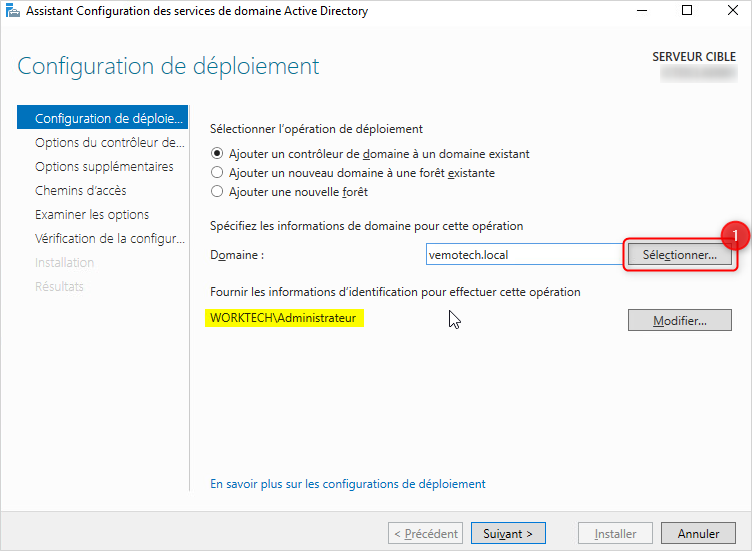 Assistant Configuration des services de domaine Active Directory
Configuration de déploiement
SERVEUR CIBLE
Configuration de déploie...
Options du contrôleur de...
Options supplémentaires
Chemins d'accès
Examiner les options
Vérification de la configur...
Installation
Résultats
Sélectionner l'opération de déploiement
Ajouter un contrôleur de domaine à un domaine existant
Ajouter un nouveau domaine à une forêt existante
Ajouter une nouvelle forêt
Spécifiez les informations de domaine pour cette opération
Domaine : vemotech.local Sélectionner... 1
Fournir les informations d'identification pour effectuer cette opération
WORKTECH\Administrateur Modifier...
En savoir plus sur les configurations de déploiement
< Précédent Suivant > Installer Annuler